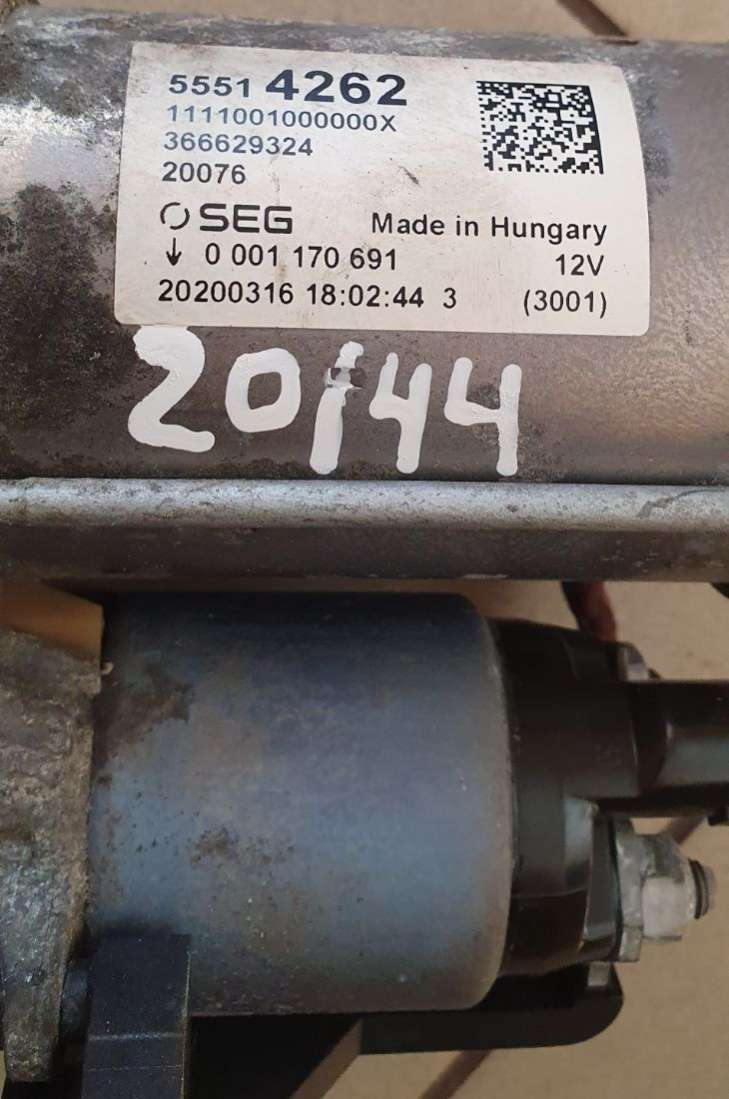 5551 4262
1111001000000X
366629324
20076
SEG Made in Hungary
↓ 0 001 170 691 12V
20200316 18:02:44 3 (3001)
20144